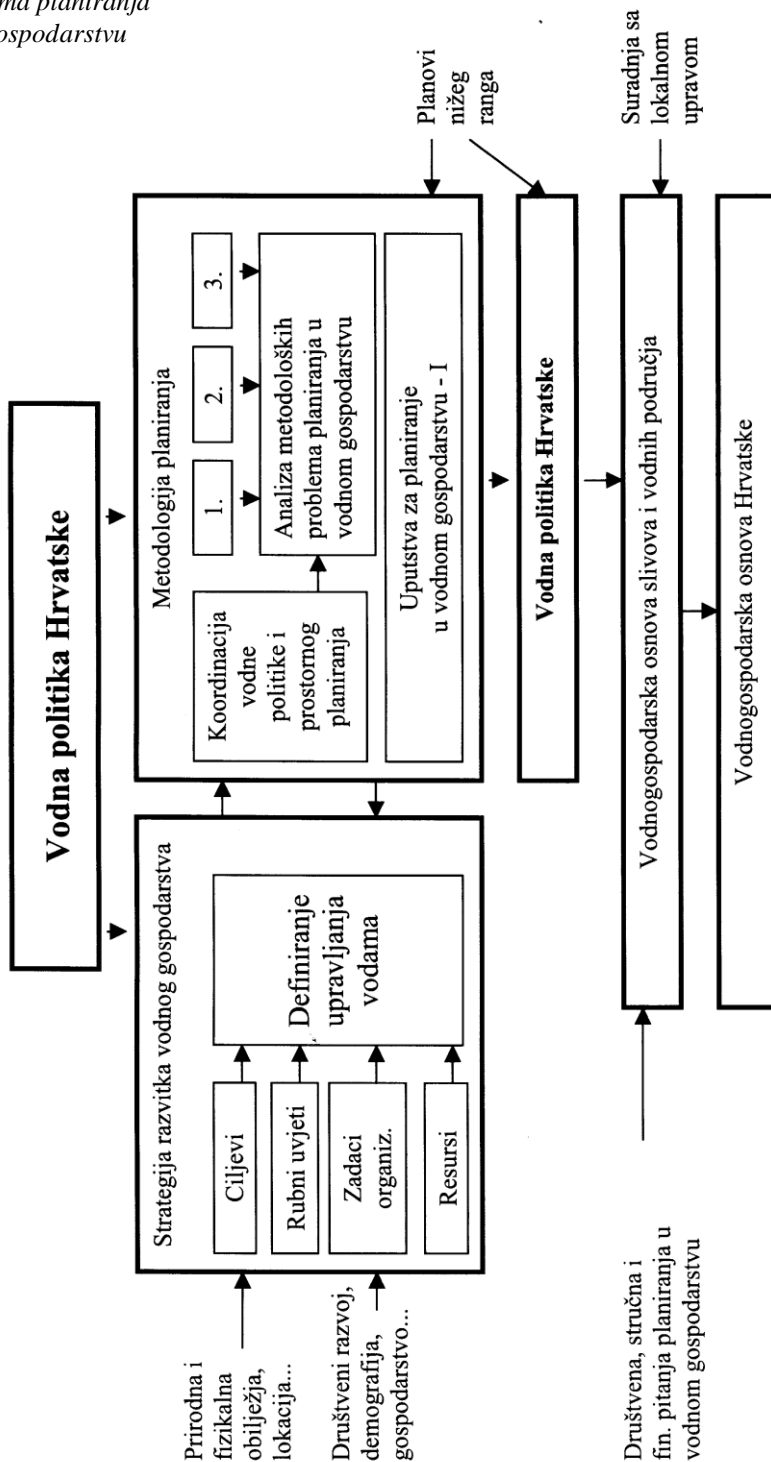 ma planiranja
ospodarstvu
Vodna politika Hrvatske
Strategija razvitka vodnog gospodarstva
Ciljevi
Rubni uvjeti
Zadaci
organiz.
Resursi
Definiranje
upravljanja
vodama
Prirodna i
fizikalna
obilježja,
lokacija...
Društveni razvoj,
demografija,
gospodarstvo...
Metodologija planiranja
1.
2.
3.
Koordinacija
vodne
politike i
prostornog
planiranja
Analiza metodoloških
problema planiranja u
vodnom gospodarstvu
Uputstva za planiranje
u vodnom gospodarstvu - I
Planovi
nižeg
ranga
Vodna politika Hrvatske
Društvena, stručna i
fin. pitanja planiranja u
vodnom gospodarstvu
Vodnogospodarska osnova slivova i vodnih područja
Suradnja sa
lokalnom
upravom
Vodnogospodarska osnova Hrvatske